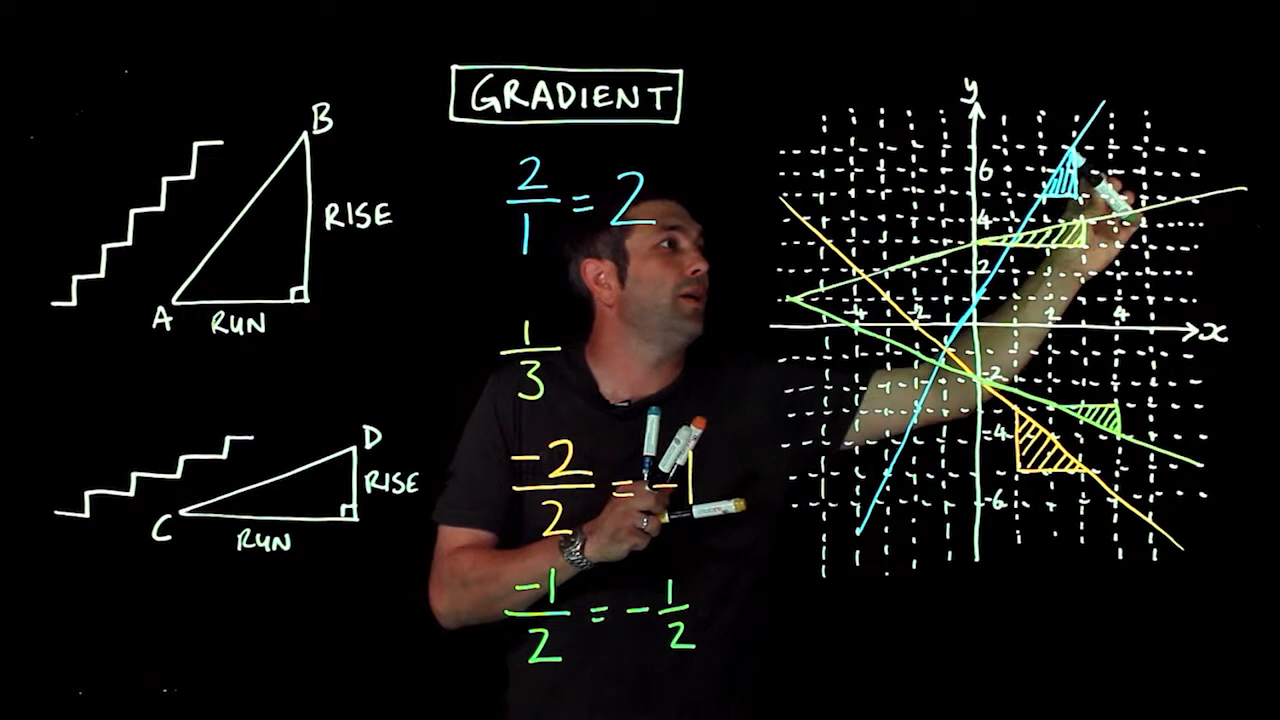 GRADIENT
B
RISE
A
RUN
D
RISE
C
RUN
2/1 = 2
1/3
-2/2 = -1
-1/2 = -1/2
y
6
4
2
-4 -2 2 4 x
-2
-4
-6